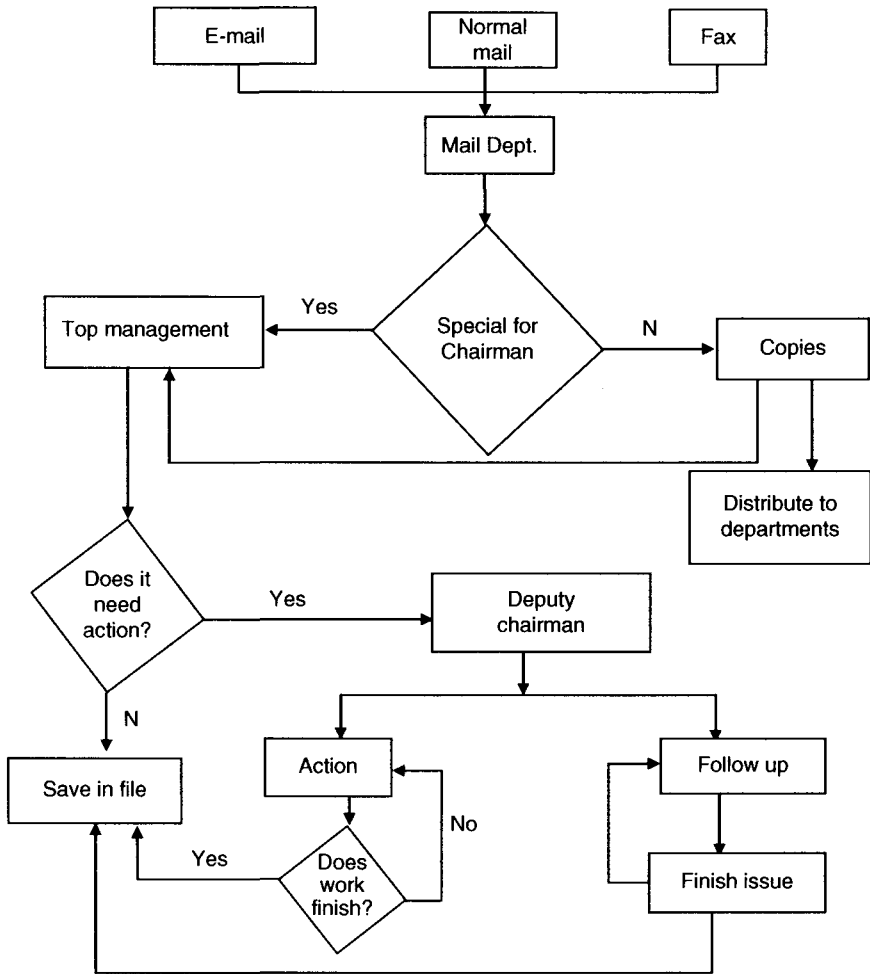 E-mail
Normal
mail
Fax
Mail Dept.
Yes
Top management
Special for
Chairman
N
Copies
Distribute to
departments
Does it
need
action?
Yes
Deputy
chairman
N
Save in file
Action
Follow up
No
Yes
Does
work
finish?
Finish issue